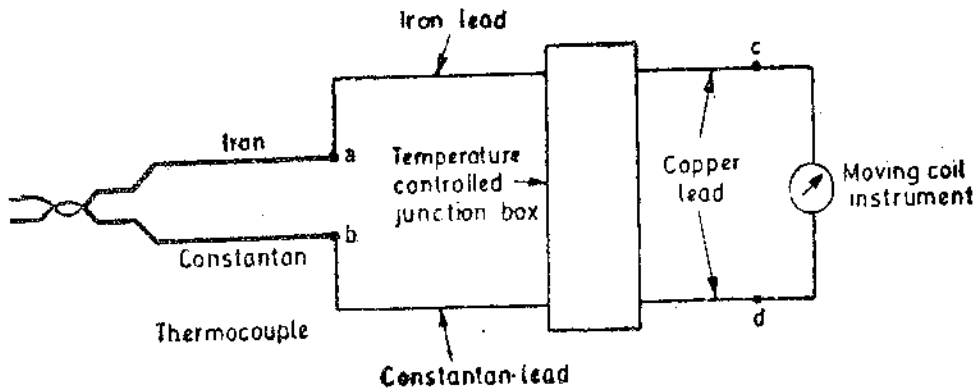 Iron lead
c
Iron
a
Temperature
controlled
junction box
Copper
lead
Moving coil
instrument
b
Constantan
d
Thermocouple
Constantan-lead